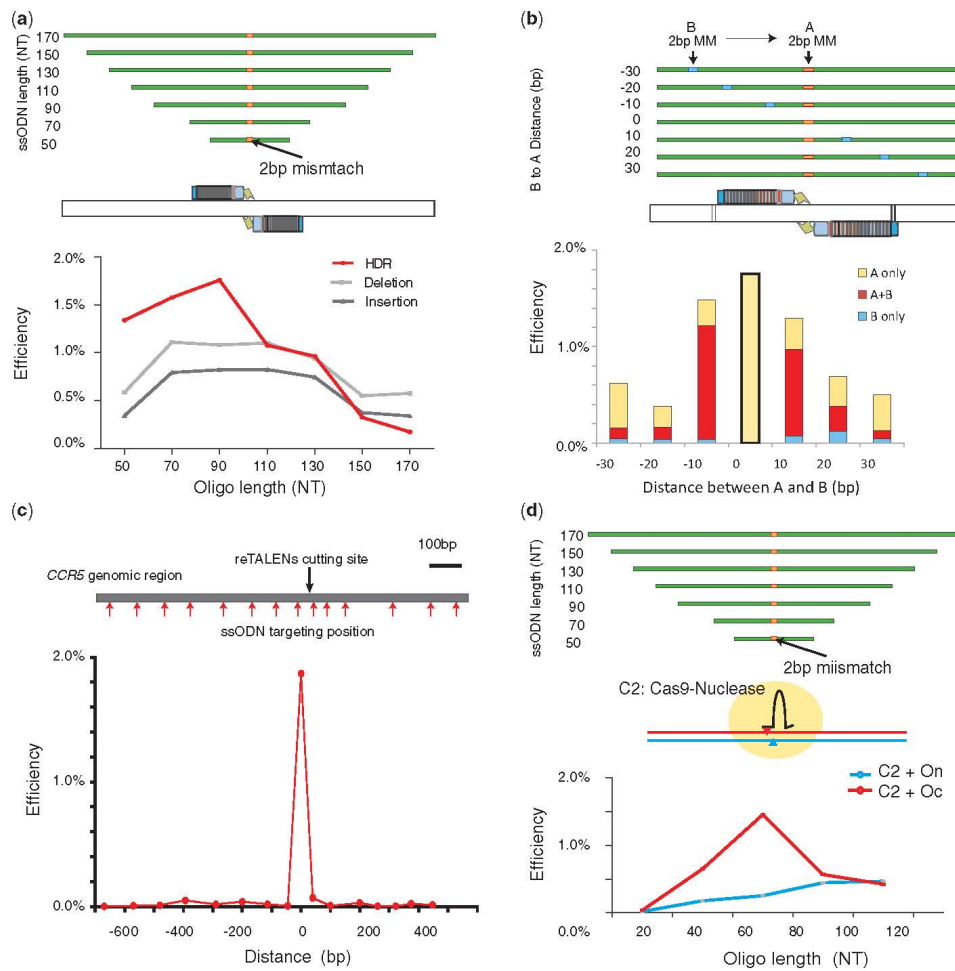 (a)
ssODN length (NT)
170
150
130
110
90
70
50
2bp mismtach
2.0%
1.5%
1.0%
0.5%
0.0%
Efficiency
HDR
Deletion
Insertion
50 70 90 110 130 150 170
Oligo length (NT)
(b)
B A
2bp MM 2bp MM
B to A Distance (bp)
-30
-20
-10
0
10
20
30
2.0%
1.0%
0.0%
Efficiency
A only
A+B
B only
-30 -20 -10 0 10 20 30
Distance between A and B (bp)
(c)
reTALENs cutting site
100bp
CCR5 genomic region
ssODN targeting position
2.0%
1.0%
0.0%
Efficiency
-600 -400 -200 0 200 400
Distance (bp)
(d)
ssODN length (NT)
170
150
130
110
90
70
50
2bp miismatch
C2: Cas9-Nuclease
C2 + On
C2 + Oc
2.0%
1.0%
0.0%
Efficiency
20 40 60 80 100 120
Oligo length (NT)